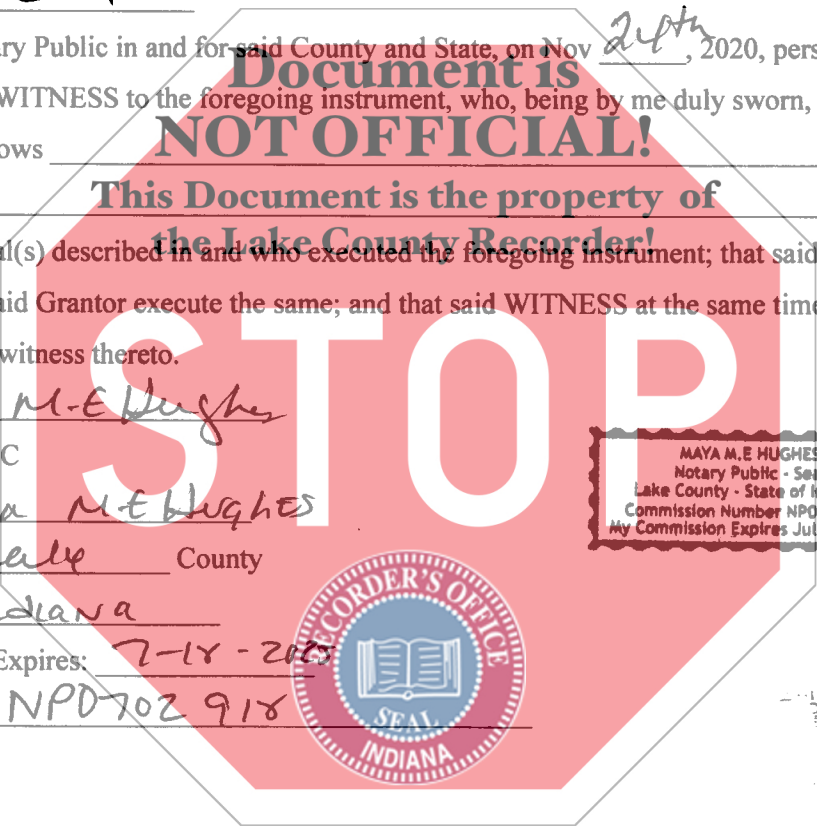 ry Public in and for said County and State, on Nov 24th, 2020, pers
Document is
WITNESS to the foregoing instrument, who, being by me duly sworn,
NOT OFFICIAL!
ows
This Document is the property of
the Lake County Recorder!
l(s) described in and who executed the foregoing instrument; that said
aid Grantor execute the same; and that said WITNESS at the same time
witness thereto.
STOP
M.E Hughes
C
MAYA M.E HUGHES
Notary Public - Se
Lake County - State of I
Commission Number NP0
My Commission Expires Jul
a M E Hughes
County
diana
Expires: 7-18-2025
NP0702918
RECORDER'S OFFICE
SEAL
INDIANA